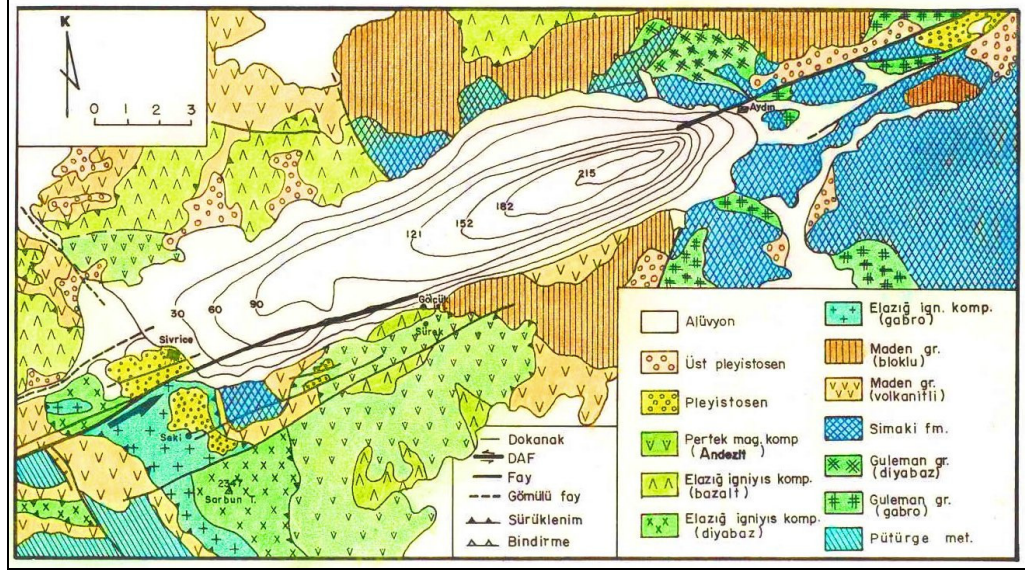 K
0 1 2 3
Aydın
215
182
152
121
90
60
30
Gölcük
Sürek
Sivrice
Saki
2347
Sarbun T.
Dokanak
DAF
Fay
Gömülü fay
Sürüklenim
Bindirme
Alüvyon
Üst pleyistosen
Pleyistosen
Pertek mag. komp
(Andezit)
Elazığ igniyıs komp.
(bazalt)
Elazığ igniyıs komp.
(diyabaz)
Elazığ ign. komp.
(gabro)
Maden gr.
(bloklu)
Maden gr.
(volkanitli)
Simaki fm.
Guleman gr.
(diyabaz)
Guleman gr.
(gabro)
Pütürge met.